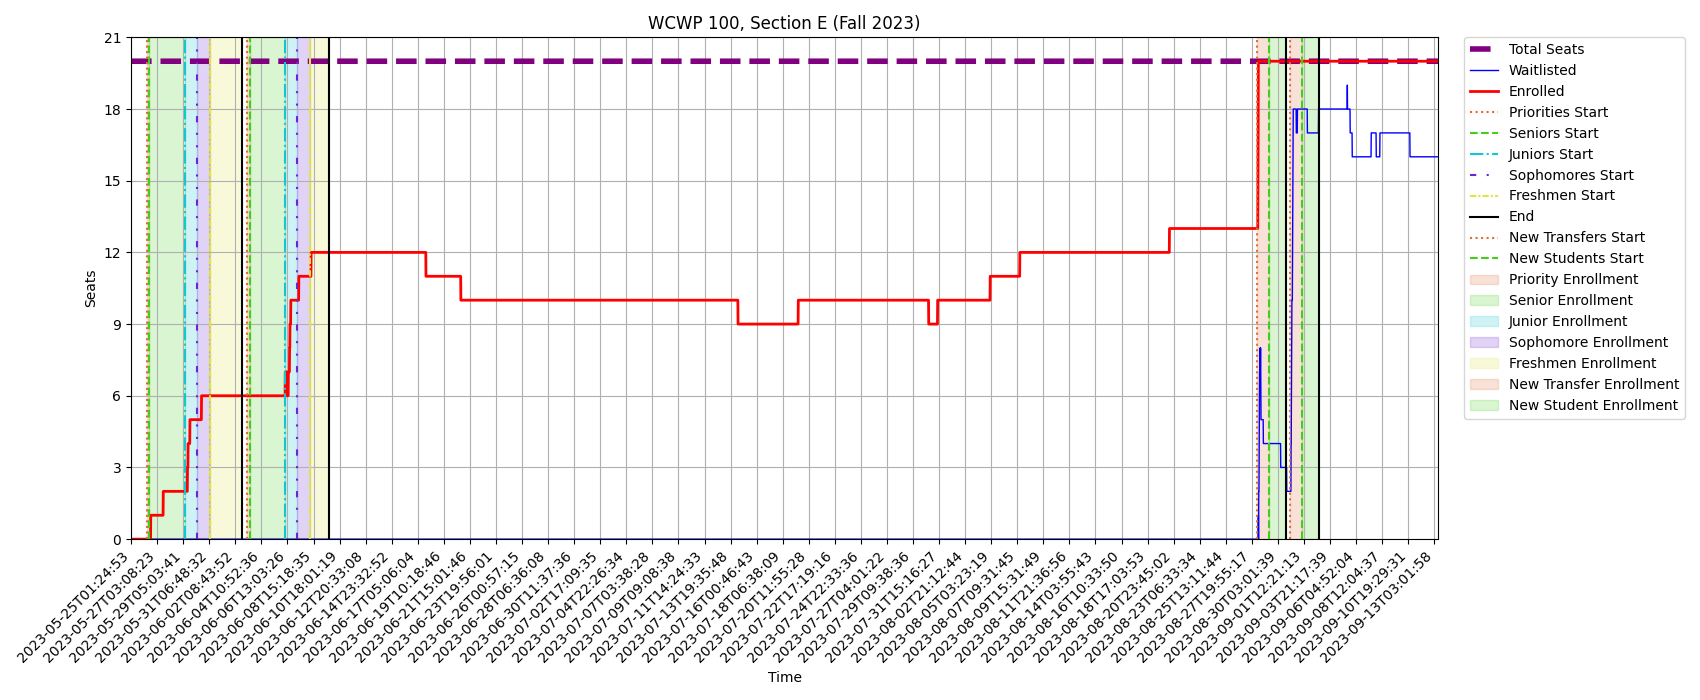 WCWP 100, Section E (Fall 2023)
Seats
21
18
15
12
9
6
3
0
2023-05-25T01:24:53
2023-05-27T03:08:23
2023-05-29T05:03:41
2023-05-31T06:48:32
2023-06-02T08:43:52
2023-06-04T10:52:36
2023-06-06T13:03:26
2023-06-08T15:18:35
2023-06-10T18:01:19
2023-06-12T20:33:08
2023-06-14T23:32:52
2023-06-17T05:06:04
2023-06-19T10:18:46
2023-06-21T15:01:46
2023-06-23T19:56:01
2023-06-26T00:57:15
2023-06-28T06:36:08
2023-06-30T11:37:36
2023-07-02T17:09:35
2023-07-04T22:26:34
2023-07-07T03:38:28
2023-07-09T09:08:38
2023-07-11T14:24:33
2023-07-13T19:35:48
2023-07-16T00:46:43
2023-07-18T06:38:09
2023-07-20T11:55:28
2023-07-22T17:19:16
2023-07-24T22:33:36
2023-07-27T04:01:22
2023-07-29T09:38:36
2023-07-31T15:16:27
2023-08-02T21:12:44
2023-08-05T03:23:19
2023-08-07T09:31:45
2023-08-09T15:31:49
2023-08-11T21:36:56
2023-08-14T03:55:43
2023-08-16T10:33:50
2023-08-18T17:03:53
2023-08-20T23:45:02
2023-08-23T06:33:34
2023-08-25T13:11:44
2023-08-27T19:55:17
2023-08-30T03:01:39
2023-09-01T12:21:13
2023-09-03T21:17:39
2023-09-06T04:52:04
2023-09-08T12:04:37
2023-09-10T19:29:31
2023-09-13T03:01:58
Time
Total Seats
Waitlisted
Enrolled
Priorities Start
Seniors Start
Juniors Start
Sophomores Start
Freshmen Start
End
New Transfers Start
New Students Start
Priority Enrollment
Senior Enrollment
Junior Enrollment
Sophomore Enrollment
Freshmen Enrollment
New Transfer Enrollment
New Student Enrollment